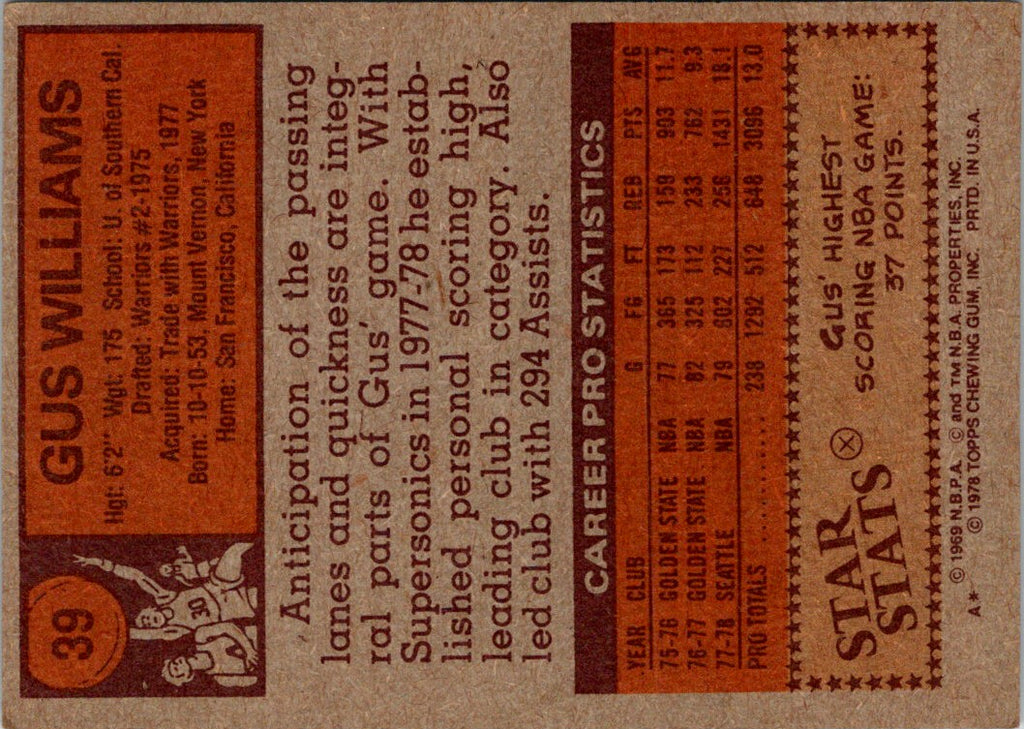 39
GUS WILLIAMS
Hgt: 6'2" Wgt: 175 School: U. of Southern Cal.
Drafted: Warriors #2-1975
Acquired: Trade with Warriors, 1977
Born: 10-10-53, Mount Vernon, New York
Home: San Francisco, California
30
Anticipation of the passing
lanes and quickness are integ-
ral parts of Gus' game. With
Supersonics in 1977-78 he estab-
lished personal scoring high,
leading club in category. Also
led club with 294 Assists.
CAREER PRO STATISTICS
YEAR CLUB G FG FT REB PTS AVG
75-76 GOLDEN STATE NBA 77 365 173 159 993 11.7
76-77 GOLDEN STATE NBA 82 325 112 233 762 9.3
77-78 SEATTLE NBA 79 602 227 256 1431 18.1
PRO TOTALS .......... 238 1292 512 648 3096 13.0
STAR
STATS
GUS' HIGHEST
SCORING NBA GAME:
37 POINTS.
© 1969 N.B.P.A. © and TM N.B.A. PROPERTIES, INC.
A* © 1978 TOPPS CHEWING GUM, INC. PRTD. IN U.S.A.